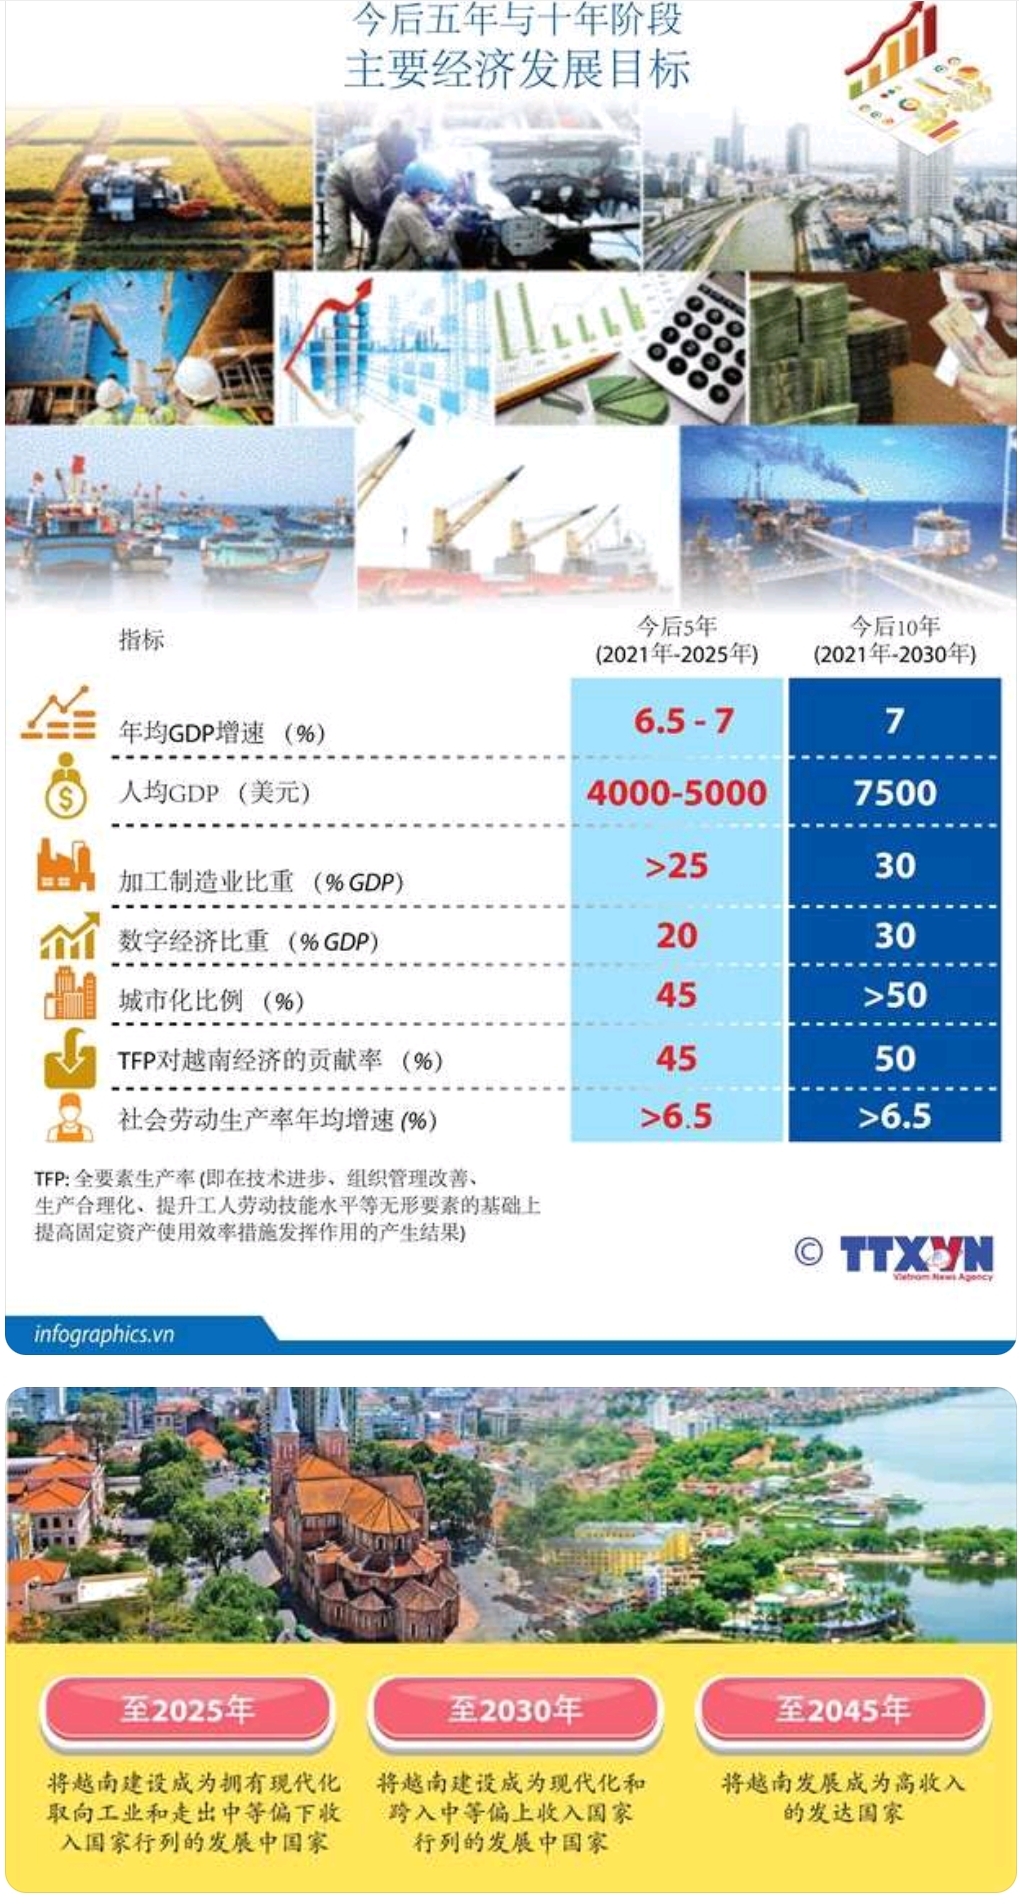 今后五年与十年阶段
主要经济发展目标
指标
今后5年
(2021年-2025年)
今后10年
(2021年-2030年)
年均GDP增速 （%）
6.5 - 7
7
人均GDP （美元）
4000-5000
7500
加工制造业比重 （% GDP）
>25
30
数字经济比重 （% GDP）
20
30
城市化比例 （%）
45
>50
TFP对越南经济的贡献率 （%）
45
50
社会劳动生产率年均增速 (%)
>6.5
>6.5
TFP: 全要素生产率 (即在技术进步、组织管理改善、
生产合理化、提升工人劳动技能水平等无形要素的基础上
提高固定资产使用效率措施发挥作用的产生结果)
© TTXVN
Vietnam News Agency
infographics.vn
至2025年
将越南建设成为拥有现代化
取向工业和走出中等偏下收
入国家行列的发展中国家
至2030年
将越南建设成为现代化和
跨入中等偏上收入国家
行列的发展中国家
至2045年
将越南发展成为高收入
的发达国家